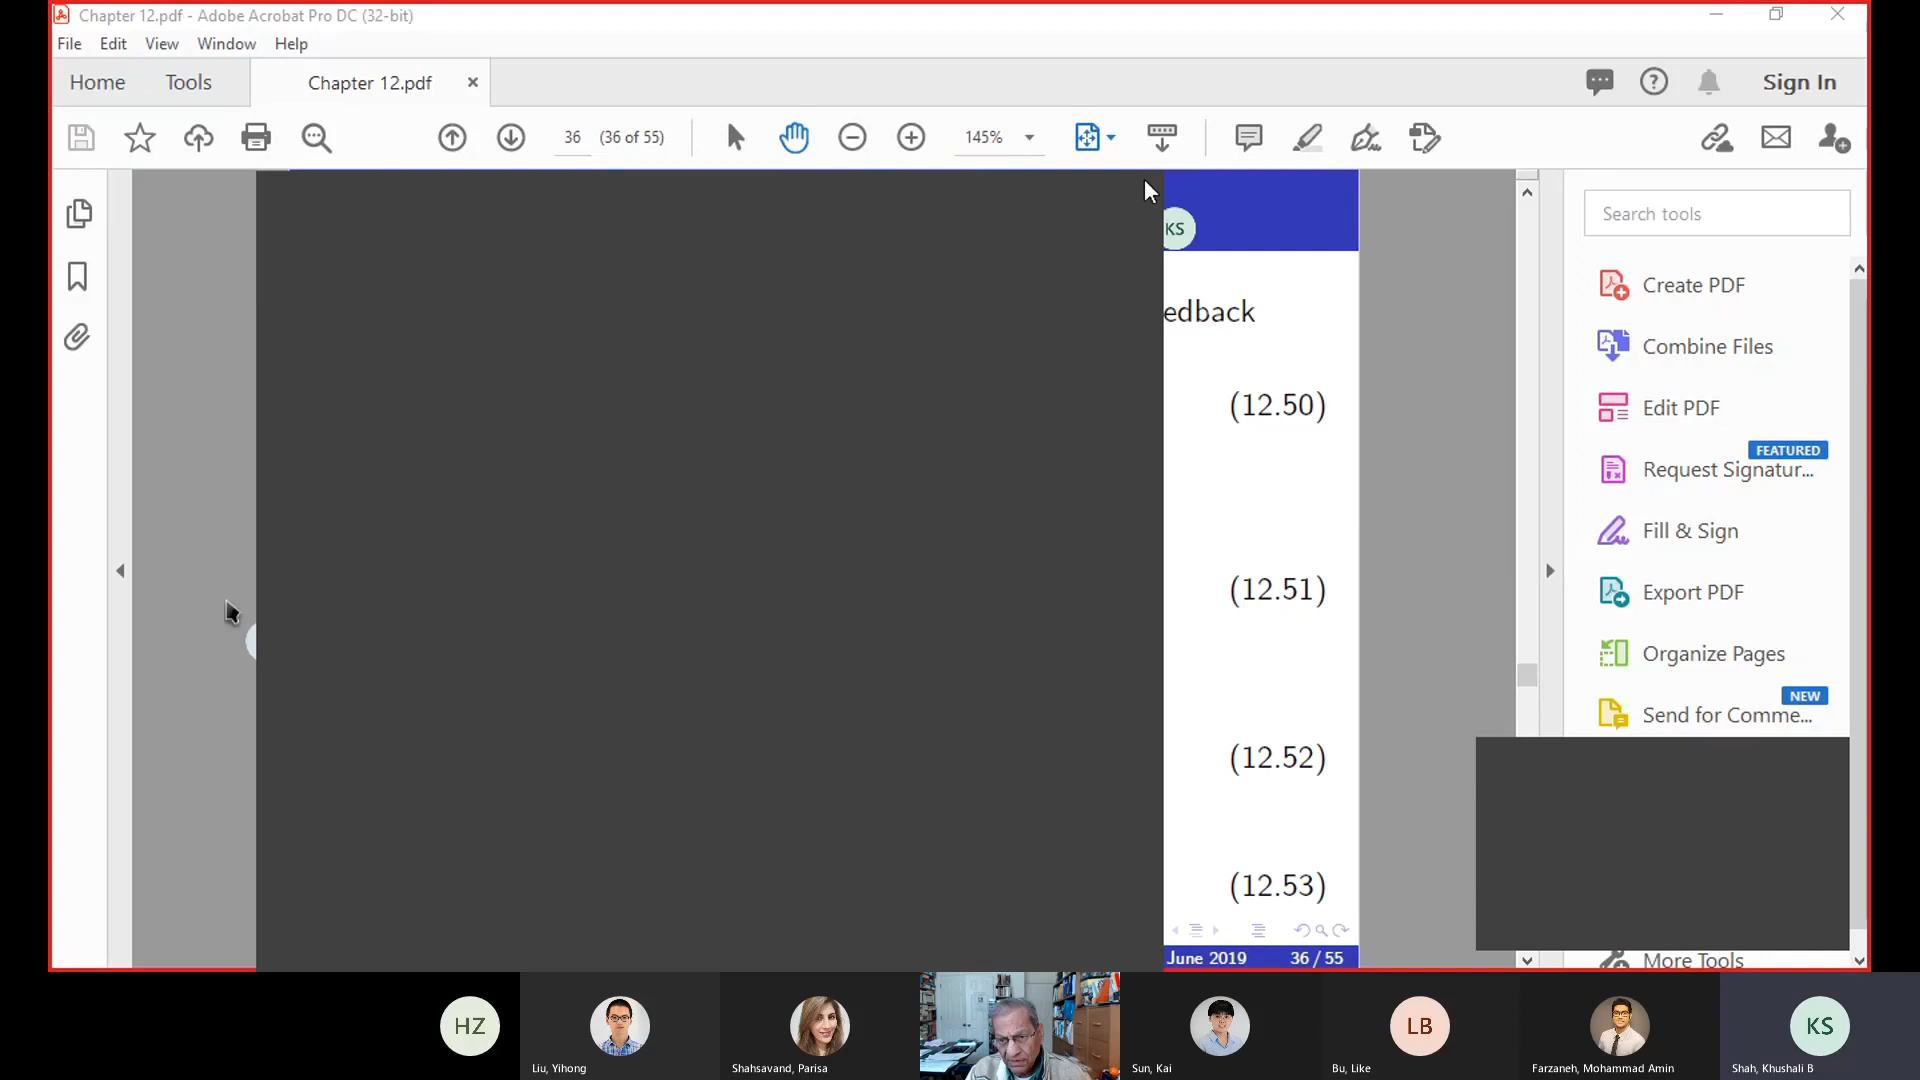 Chapter 12.pdf - Adobe Acrobat Pro DC (32-bit)
File Edit View Window Help
Home Tools Chapter 12.pdf Sign In
36 (36 of 55) 145%
Search tools
KS
Create PDF
edback
Combine Files
(12.50)
Edit PDF
FEATURED
Request Signatur...
Fill & Sign
(12.51)
Export PDF
Organize Pages
NEW
Send for Comme...
(12.52)
(12.53)
June 2019 36 / 55
More Tools
HZ
LB
KS
Liu, Yihong
Shahsavand, Parisa
Sun, Kai
Bu, Like
Farzaneh, Mohammad Amin
Shah, Khushali B